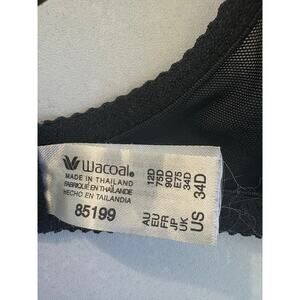 Wacoal.
MADE IN THAILAND
FABRIQUÉ EN THAÏLANDE
HECHO EN TAILANDIA
85199
AU 12D
EU 75D
FR 90D
JP E75
UK 34D
US 34D